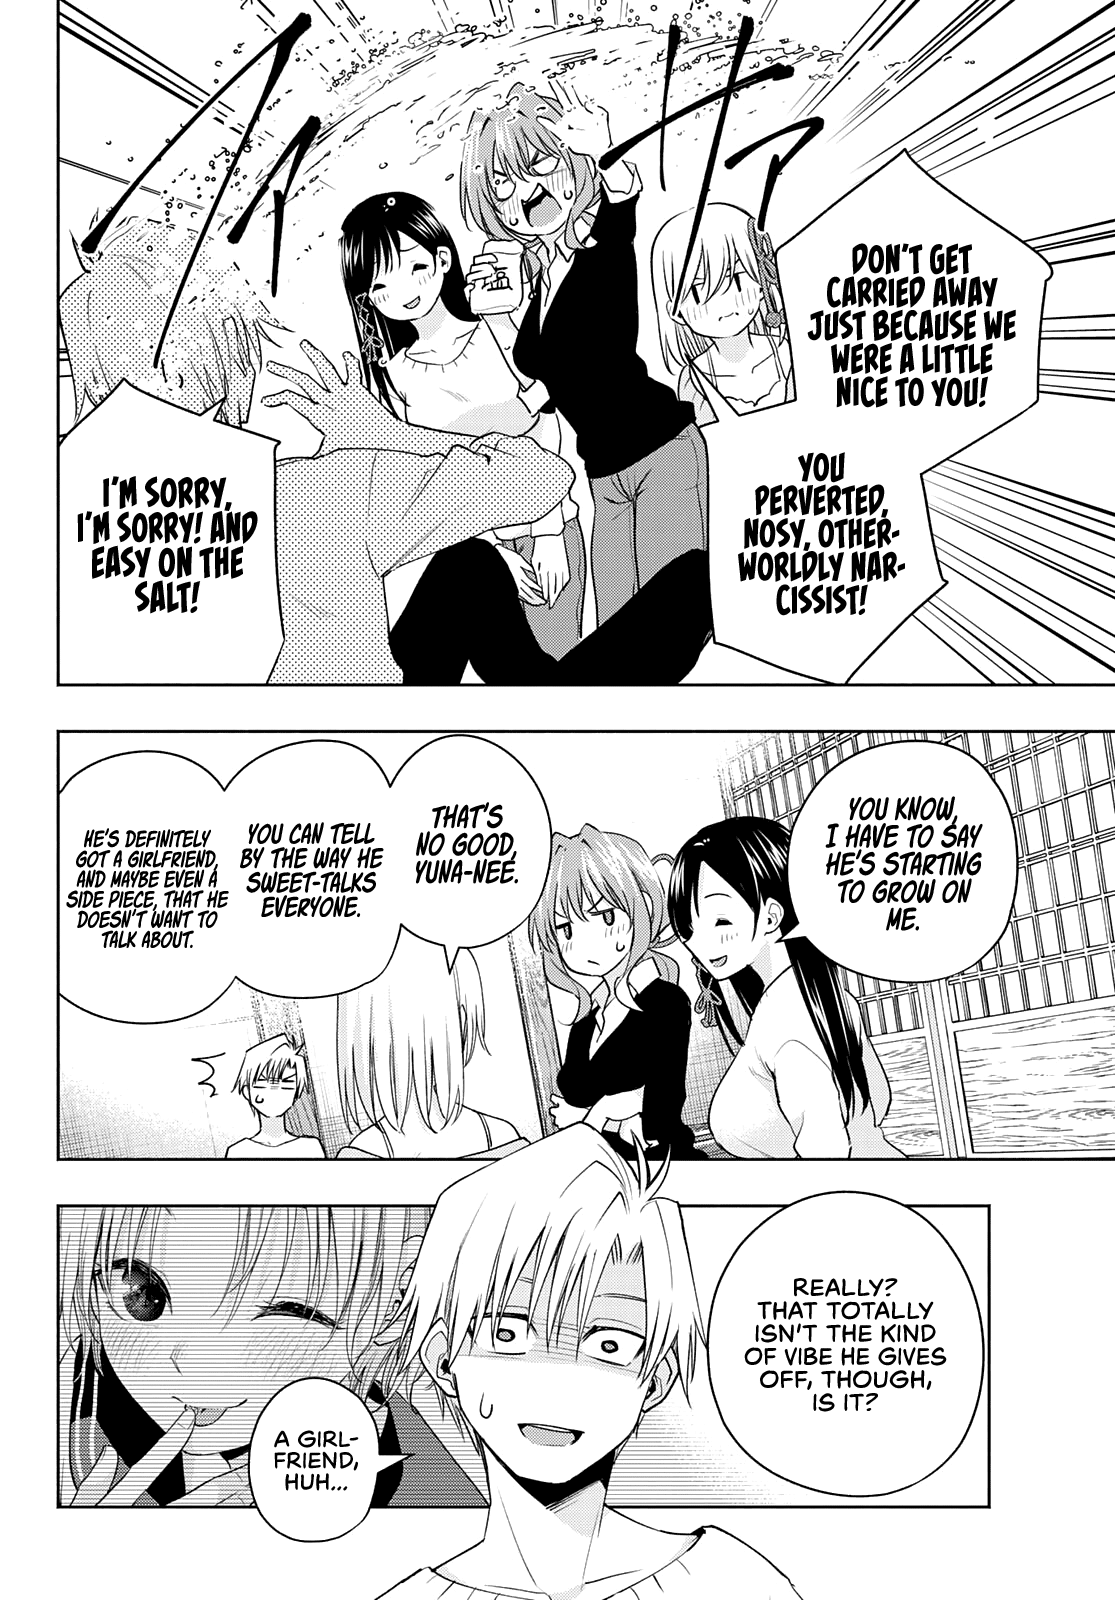 DON'T GET
CARRIED AWAY
JUST BECAUSE WE
WERE A LITTLE
NICE TO YOU!
YOU
PERVERTED,
NOSY, OTHER-
WORLDLY NAR-
CISSIST!
ザァァァ
I'M SORRY,
I'M SORRY! AND
EASY ON THE
SALT!
YOU KNOW,
I HAVE TO SAY
HE'S STARTING
TO GROW ON
ME.
THAT'S
NO GOOD,
YUNA-NEE.
YOU CAN TELL
BY THE WAY HE
SWEET-TALKS
EVERYONE.
HE'S DEFINITELY
GOT A GIRLFRIEND,
AND MAYBE EVEN A
SIDE PIECE, THAT HE
DOESN'T WANT TO
TALK ABOUT.
REALLY?
THAT TOTALLY
ISN'T THE KIND
OF VIBE HE GIVES
OFF, THOUGH,
IS IT?
A GIRL-
FRIEND,
HUH...